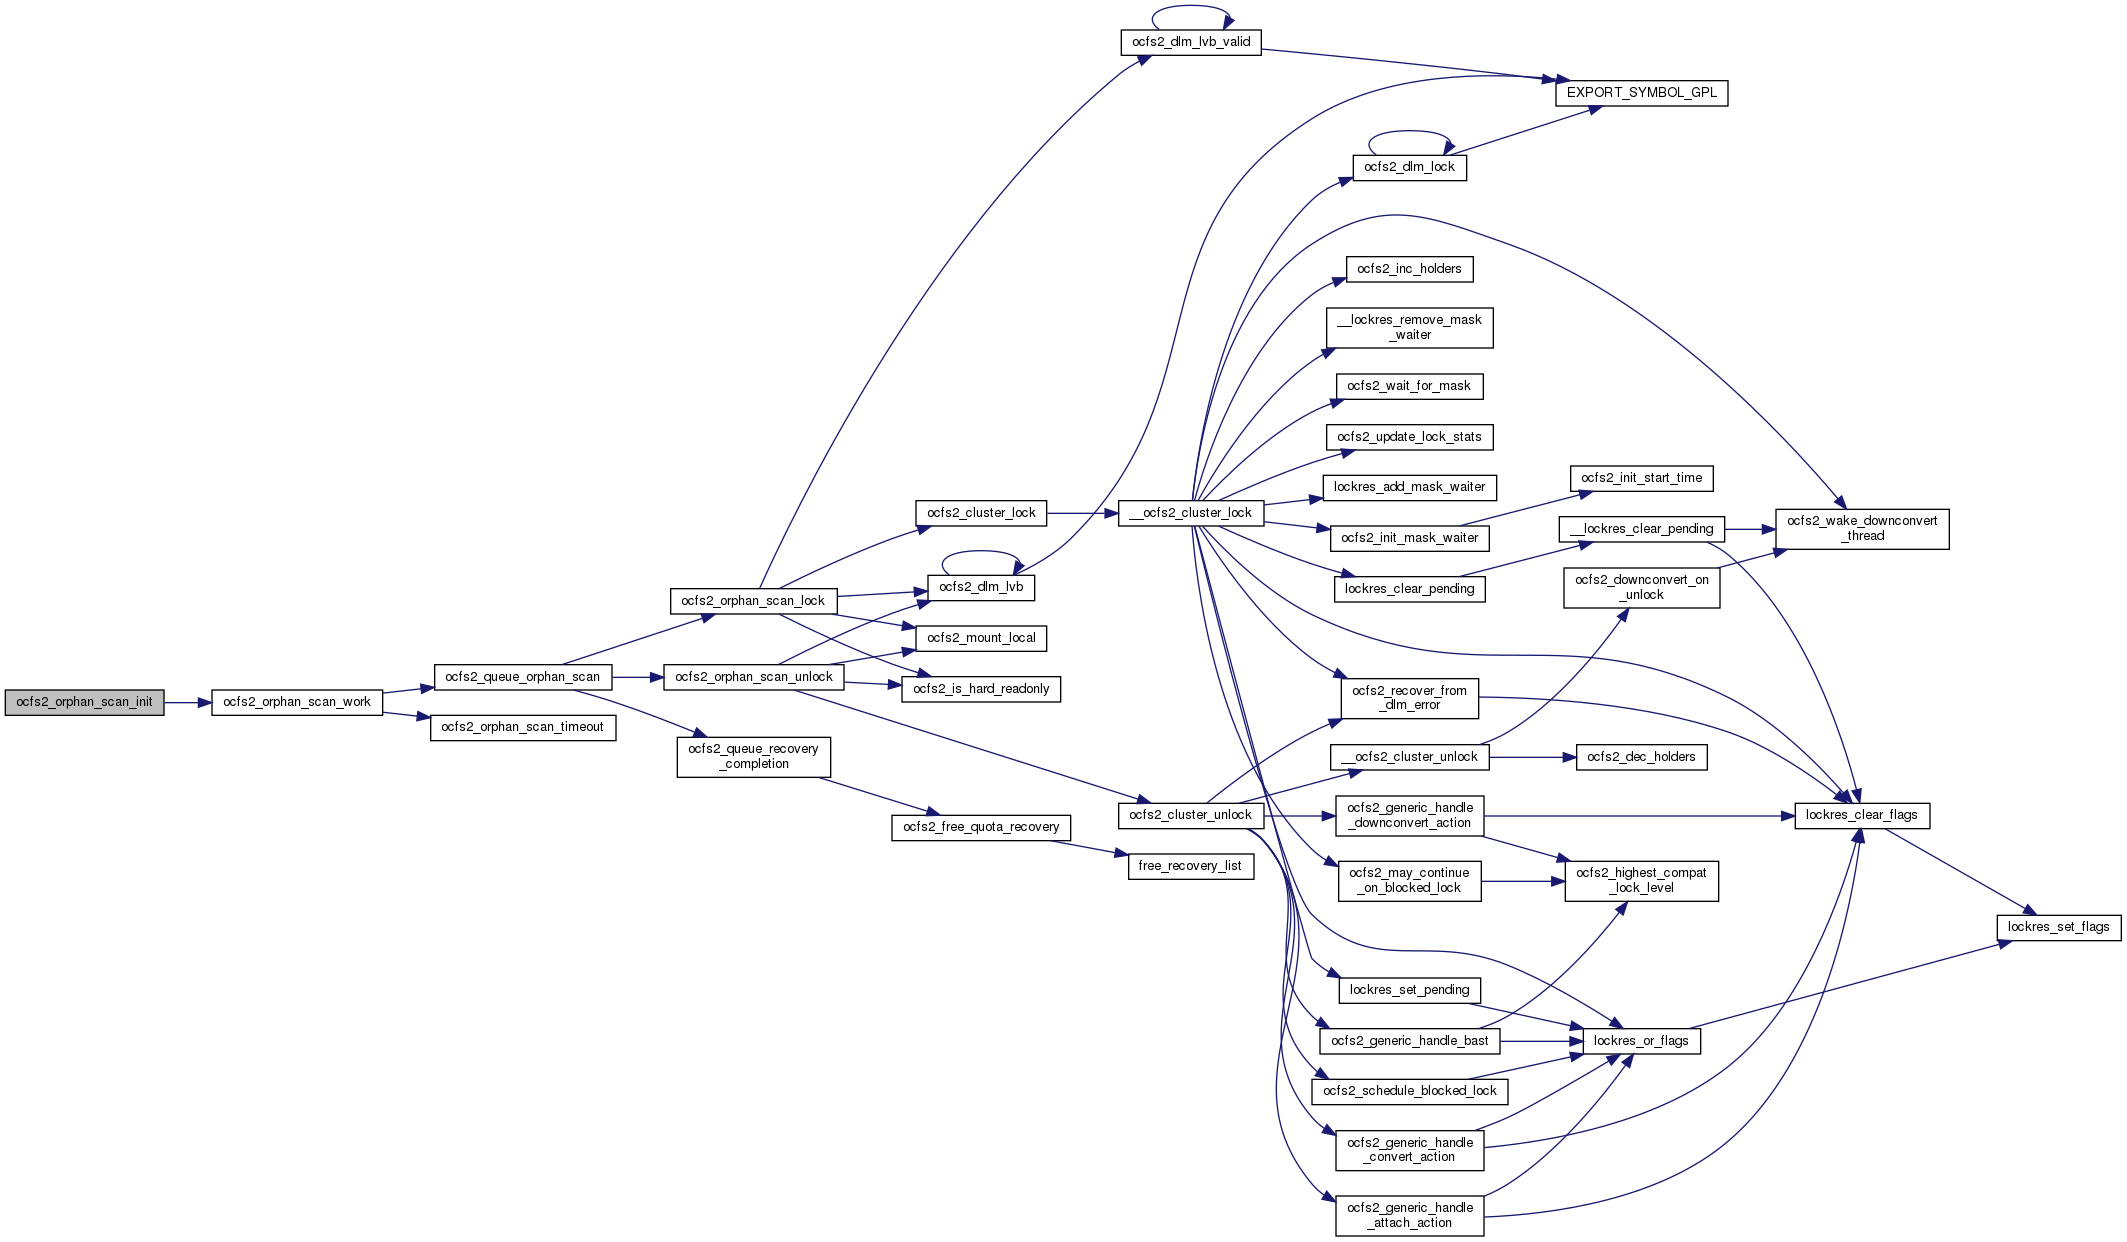 ocfs2_dlm_lvb_valid
EXPORT_SYMBOL_GPL
ocfs2_dlm_lock
ocfs2_inc_holders
__lockres_remove_mask
_waiter
ocfs2_wait_for_mask
ocfs2_update_lock_stats
ocfs2_init_start_time
lockres_add_mask_waiter
ocfs2_cluster_lock
__ocfs2_cluster_lock
ocfs2_init_mask_waiter
__lockres_clear_pending
ocfs2_wake_downconvert
_thread
ocfs2_dlm_lvb
lockres_clear_pending
ocfs2_downconvert_on
_unlock
ocfs2_orphan_scan_lock
ocfs2_mount_local
ocfs2_queue_orphan_scan
ocfs2_orphan_scan_unlock
ocfs2_is_hard_readonly
ocfs2_orphan_scan_init
ocfs2_orphan_scan_work
ocfs2_recover_from
_dlm_error
ocfs2_orphan_scan_timeout
ocfs2_queue_recovery
_completion
__ocfs2_cluster_unlock
ocfs2_dec_holders
ocfs2_free_quota_recovery
ocfs2_cluster_unlock
ocfs2_generic_handle
_downconvert_action
lockres_clear_flags
free_recovery_list
ocfs2_may_continue
_on_blocked_lock
ocfs2_highest_compat
_lock_level
lockres_set_flags
lockres_set_pending
ocfs2_generic_handle_bast
lockres_or_flags
ocfs2_schedule_blocked_lock
ocfs2_generic_handle
_convert_action
ocfs2_generic_handle
_attach_action